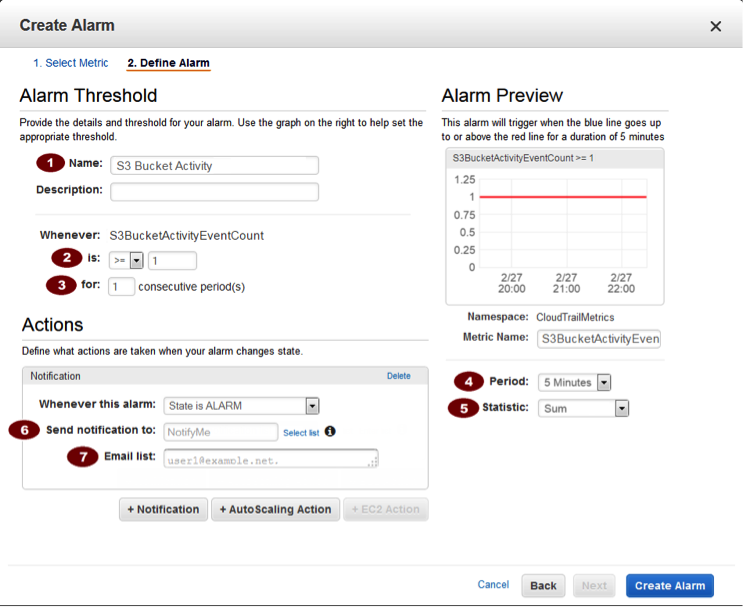 Create Alarm
1. Select Metric 2. Define Alarm
Alarm Threshold
Provide the details and threshold for your alarm. Use the graph on the right to help set the
appropriate threshold.
1 Name: S3 Bucket Activity
Description:
Whenever: S3BucketActivityEventCount
2 is: >= 1
3 for: 1 consecutive period(s)
Actions
Define what actions are taken when your alarm changes state.
Notification Delete
Whenever this alarm: State is ALARM
6 Send notification to: NotifyMe Select list
7 Email list: user1@example.net.
+ Notification + AutoScaling Action + EC2 Action
Alarm Preview
This alarm will trigger when the blue line goes up
to or above the red line for a duration of 5 minutes
S3BucketActivityEventCount >= 1
1.25
1
0.75
0.5
0.25
0
2/27 2/27 2/27
20:00 21:00 22:00
Namespace: CloudTrailMetrics
Metric Name: S3BucketActivityEven
4 Period: 5 Minutes
5 Statistic: Sum
Cancel Back Next Create Alarm